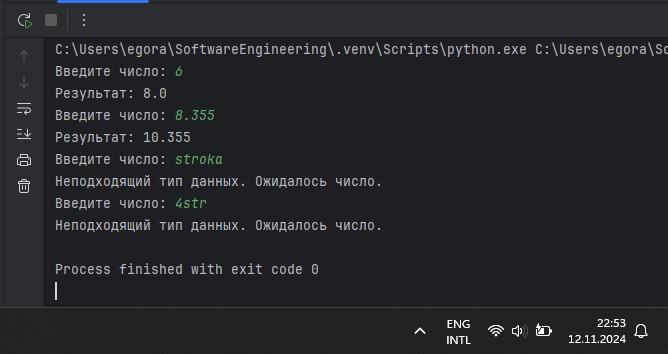 C:\Users\egora\SoftwareEngineering\.venv\Scripts\python.exe C:\Users\egora\So
Введите число: 6
Результат: 8.0
Введите число: 8.355
Результат: 10.355
Введите число: stroka
Неподходящий тип данных. Ожидалось число.
Введите число: 4str
Неподходящий тип данных. Ожидалось число.
Process finished with exit code 0
ENG
INTL
22:53
12.11.2024